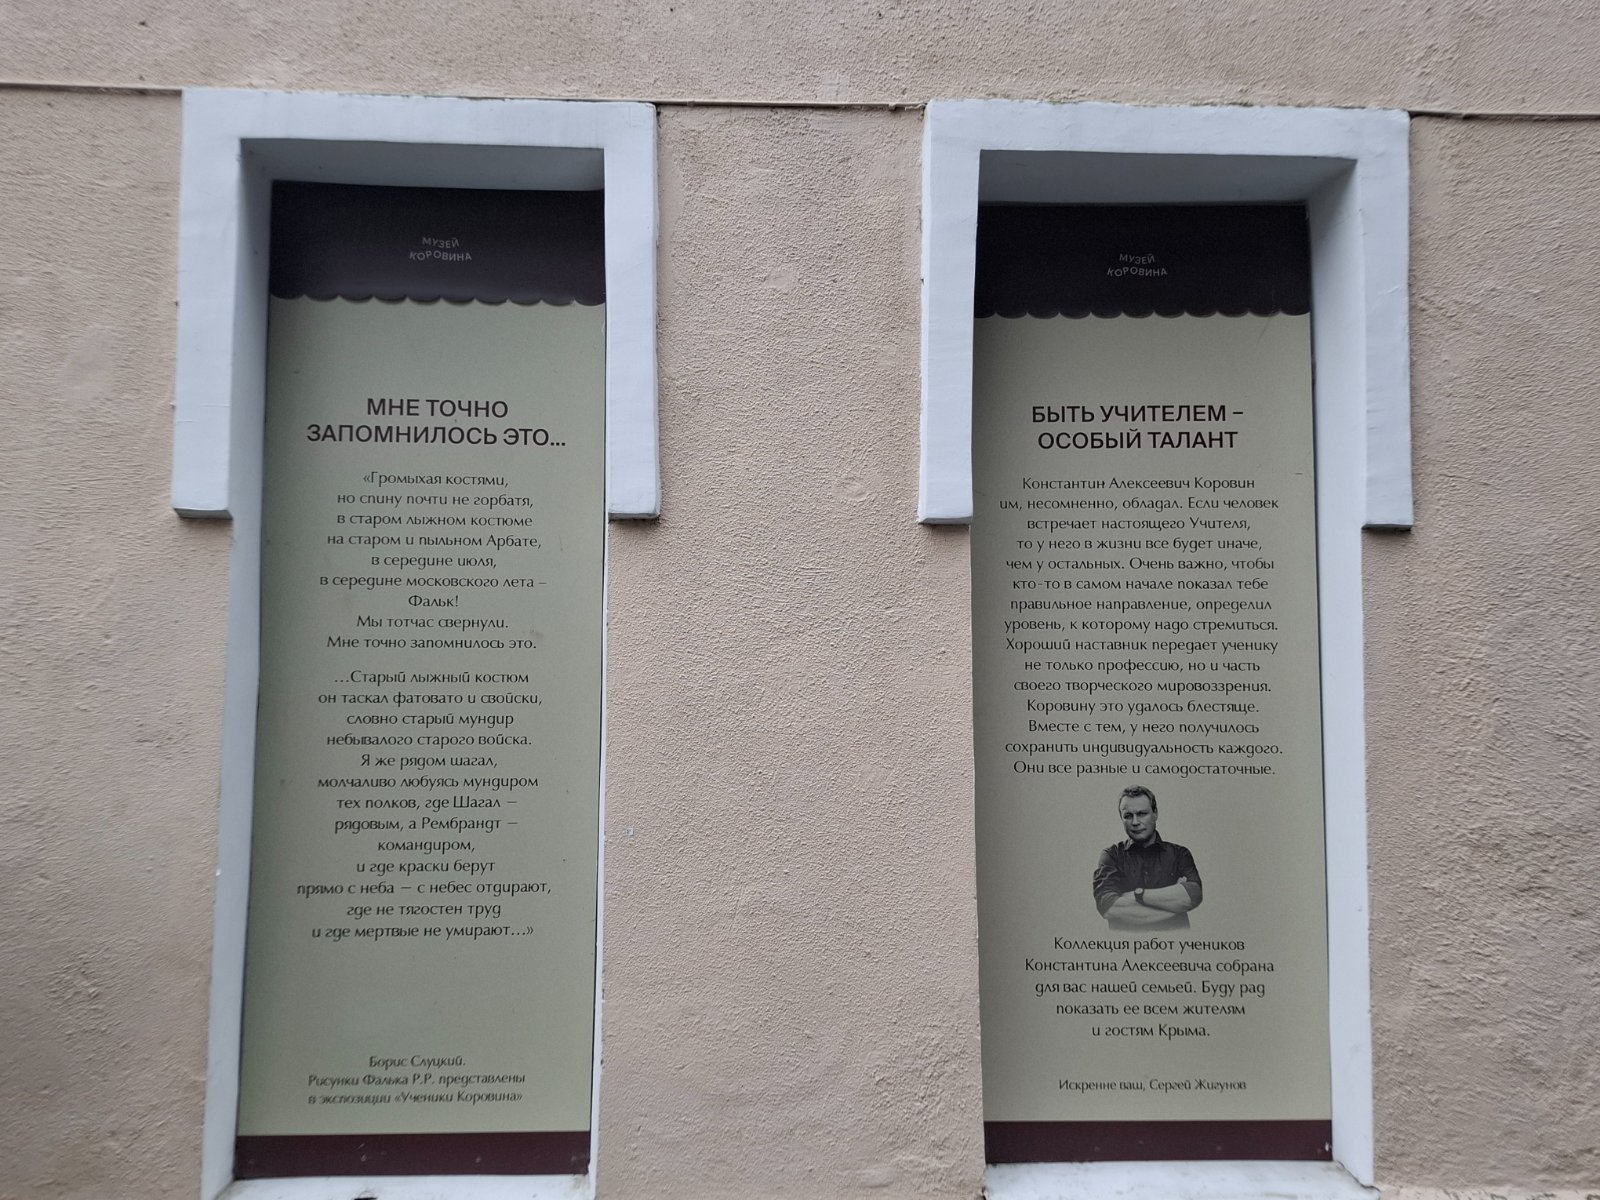 МУЗЕЙ
КОРОВИНА
МНЕ ТОЧНО
ЗАПОМНИЛОСЬ ЭТО...
«Громыхая костями,
но спину почти не горбатя,
в старом лыжном костюме
на старом и пыльном Арбате,
в середине июля,
в середине московского лета –
Фальк!
Мы тотчас свернули.
Мне точно запомнилось это.
...Старый лыжный костюм
он таскал фатовато и свойски,
словно старый мундир
небывалого старого войска.
Я же рядом шагал,
молчаливо любуясь мундиром
тех полков, где Шагал –
рядовым, а Рембрандт –
командиром,
и где краски берут
прямо с неба – с небес отдирают,
где не тягостен труд
и где мертвые не умирают...»
Борис Слуцкий.
Рисунки Фалька Р.Р. представлены
в экспозиции «Ученики Коровина»
МУЗЕЙ
КОРОВИНА
БЫТЬ УЧИТЕЛЕМ –
ОСОБЫЙ ТАЛАНТ
Константин Алексеевич Коровин
им, несомненно, обладал. Если человек
встречает настоящего Учителя,
то у него в жизни все будет иначе,
чем у остальных. Очень важно, чтобы
кто-то в самом начале показал тебе
правильное направление, определил
уровень, к которому надо стремиться.
Хороший наставник передает ученику
не только профессию, но и часть
своего творческого мировоззрения.
Коровину это удалось блестяще.
Вместе с тем, у него получилось
сохранить индивидуальность каждого.
Они все разные и самодостаточные.
Коллекция работ учеников
Константина Алексеевича собрана
для вас нашей семьей. Буду рад
показать ее всем жителям
и гостям Крыма.
Искренне ваш, Сергей Жигунов